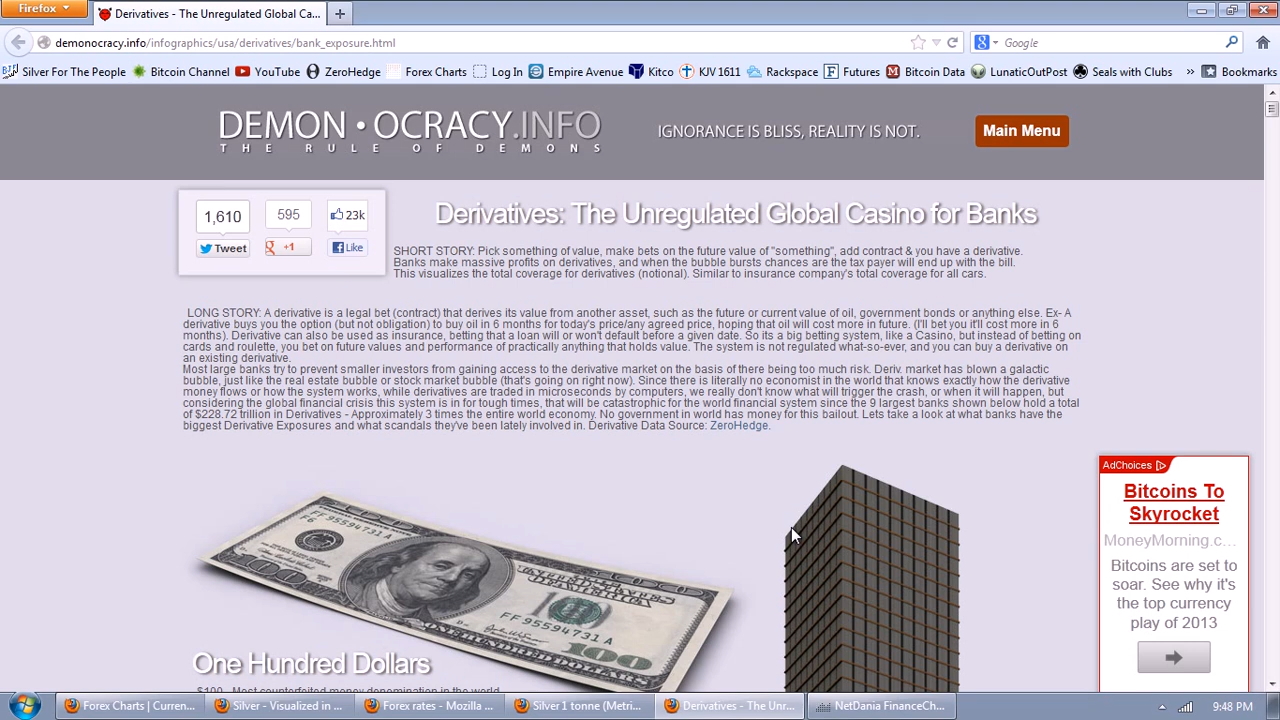 Firefox
Derivatives - The Unregulated Global Ca...
demonocracy.info/infographics/usa/derivatives/bank_exposure.html
Google
Silver For The People
Bitcoin Channel
YouTube
ZeroHedge
Forex Charts
Log In
Empire Avenue
Kitco
KJV 1611
Rackspace
Futures
Bitcoin Data
LunaticOutPost
Seals with Clubs
»
Bookmarks
DEMON • OCRACY.INFO
THE RULE OF DEMONS
IGNORANCE IS BLISS, REALITY IS NOT.
Main Menu
1,610
595
23k
Tweet
+1
Like
Derivatives: The Unregulated Global Casino for Banks
SHORT STORY: Pick something of value, make bets on the future value of "something", add contract & you have a derivative.
Banks make massive profits on derivatives, and when the bubble bursts chances are the tax payer will end up with the bill.
This visualizes the total coverage for derivatives (notional). Similar to insurance company's total coverage for all cars.
LONG STORY: A derivative is a legal bet (contract) that derives its value from another asset, such as the future or current value of oil, government bonds or anything else. Ex- A
derivative buys you the option (but not obligation) to buy oil in 6 months for today's price/any agreed price, hoping that oil will cost more in future. (I'll bet you it'll cost more in 6
months). Derivative can also be used as insurance, betting that a loan will or won't default before a given date. So its a big betting system, like a Casino, but instead of betting on
cards and roulette, you bet on future values and performance of practically anything that holds value. The system is not regulated what-so-ever, and you can buy a derivative on
an existing derivative.
Most large banks try to prevent smaller investors from gaining access to the derivative market on the basis of there being too much risk. Deriv. market has blown a galactic
bubble, just like the real estate bubble or stock market bubble (that's going on right now). Since there is literally no economist in the world that knows exactly how the derivative
money flows or how the system works, while derivatives are traded in microseconds by computers, we really don't know what will trigger the crash, or when it will happen, but
considering the global financial crisis this system is in for tough times, that will be catastrophic for the world financial system since the 9 largest banks shown below hold a total
of $228.72 trillion in Derivatives - Approximately 3 times the entire world economy. No government in world has money for this bailout. Lets take a look at what banks have the
biggest Derivative Exposures and what scandals they've been lately involved in. Derivative Data Source: ZeroHedge.
AdChoices
Bitcoins To
Skyrocket
MoneyMorning.c...
Bitcoins are set to
soar. See why it's
the top currency
play of 2013
100
FF 95594731 A
F6
THE UNITED STATES
OF AMERICA
FF 95594731 A
ONE HUNDRED DOLLARS
100
One Hundred Dollars
$100 - Most counterfeited money denomination in the world
Forex Charts | Curren...
Silver - Visualized in ...
Forex rates - Mozilla ...
Silver 1 tonne (Metri...
Derivatives - The Unr...
NetDania FinanceCh...
9:48 PM